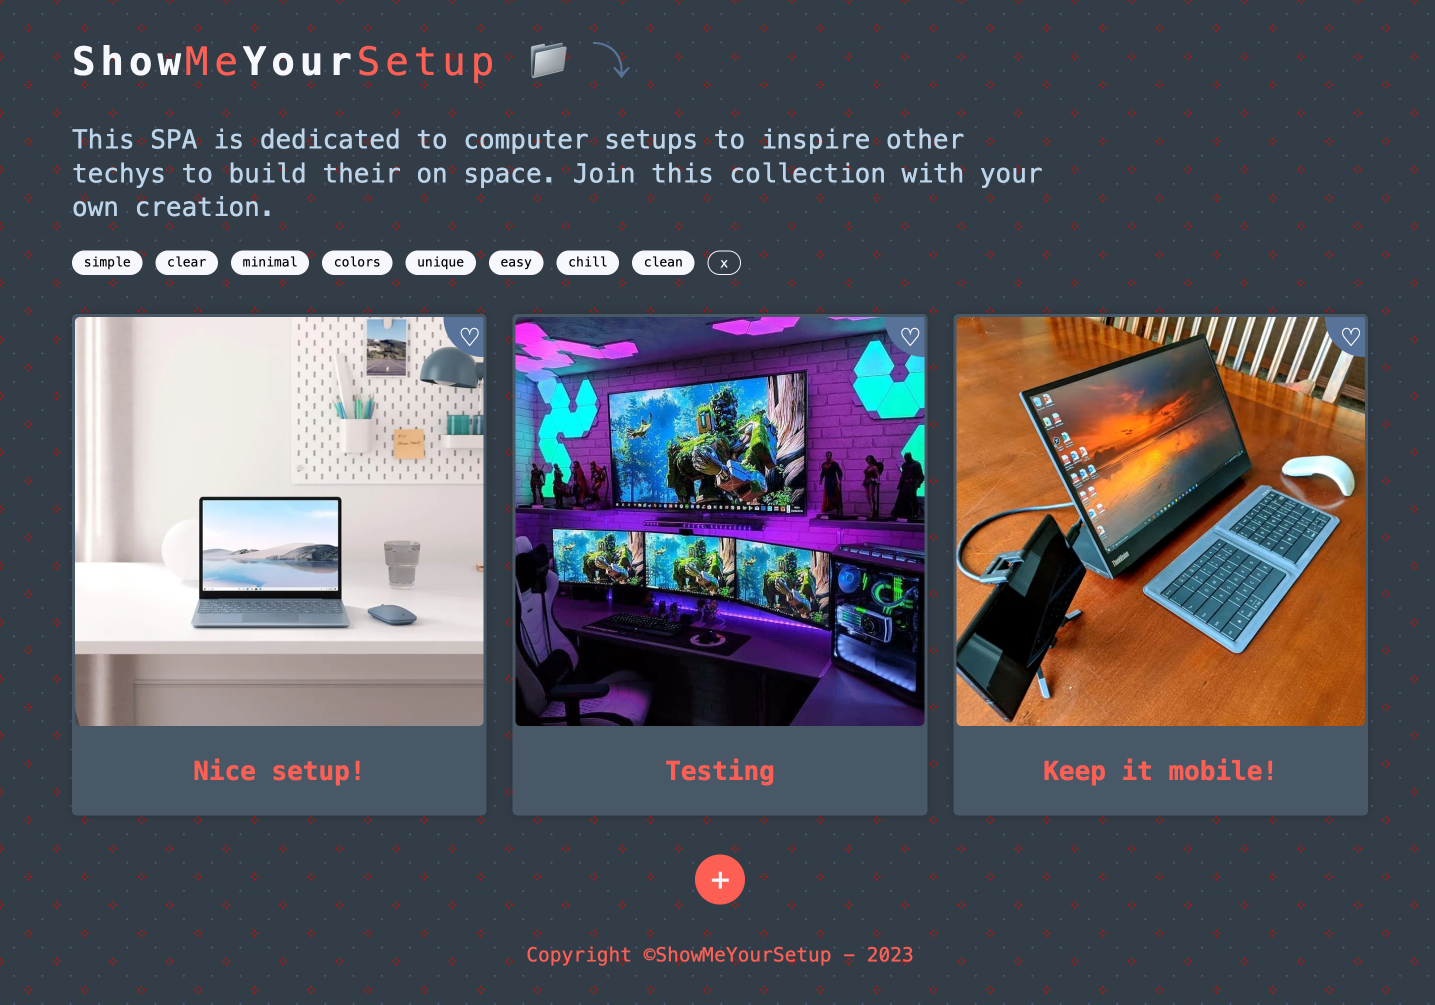 ShowMeYourSetup
This SPA is dedicated to computer setups to inspire other
techys to build their on space. Join this collection with your
own creation.
simple clear minimal colors unique easy chill clean x
Nice setup! Testing Keep it mobile!
+
Copyright ©ShowMeYourSetup – 2023